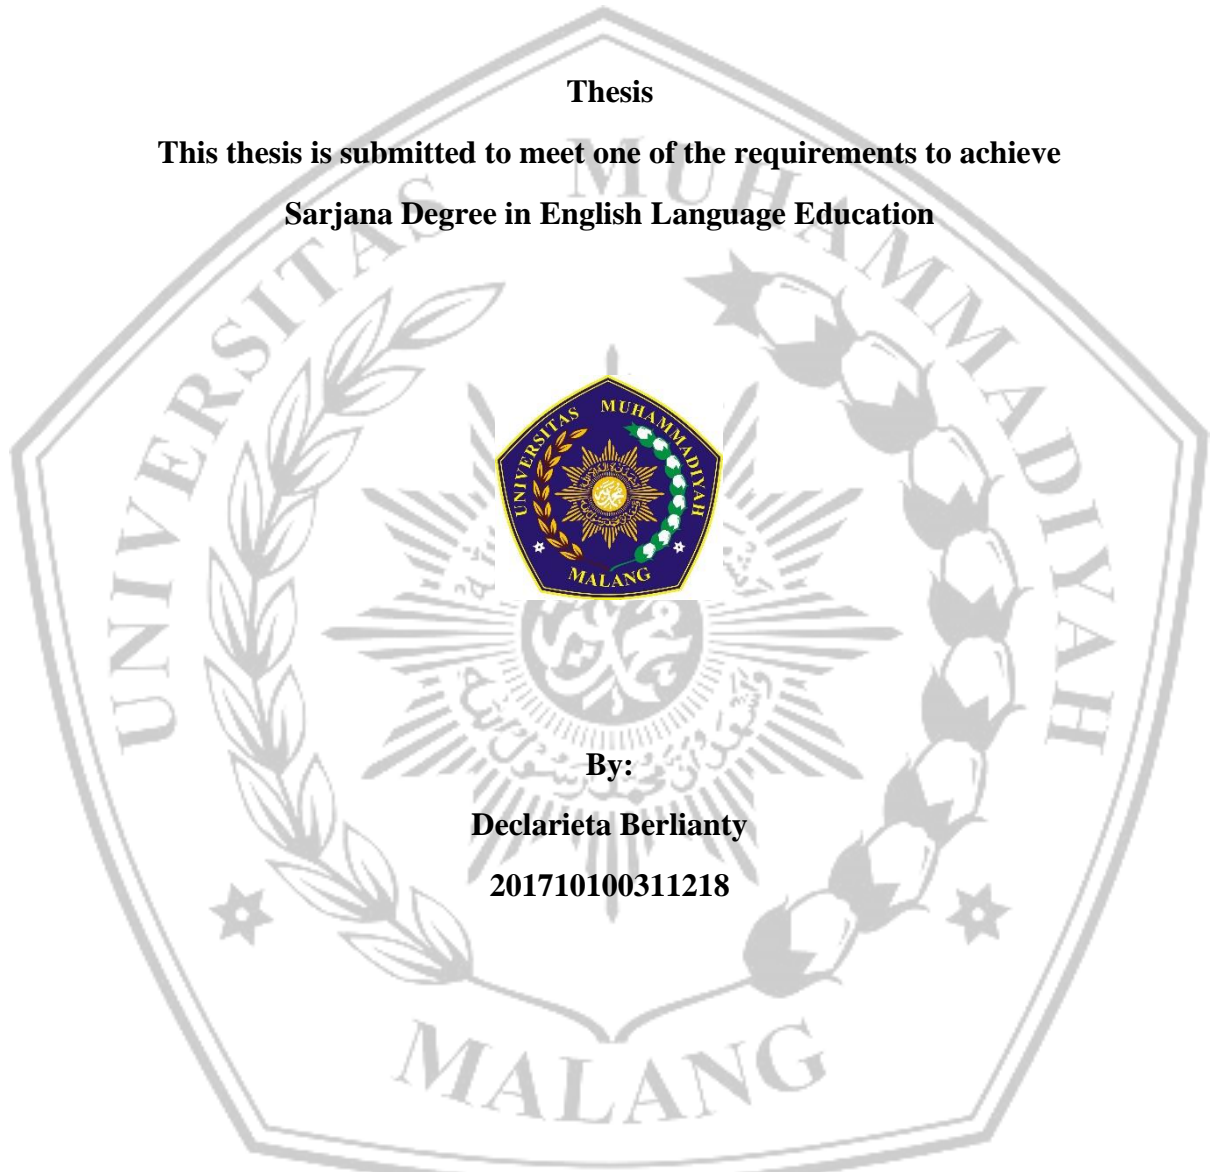 Thesis
This thesis is submitted to meet one of the requirements to achieve
Sarjana Degree in English Language Education
UNIVERSITAS MUHAMMADIYAH
MALANG
UNIVERSITAS MUHAMMADIYAH
MALANG
By:
Declarieta Berlianty
201710100311218